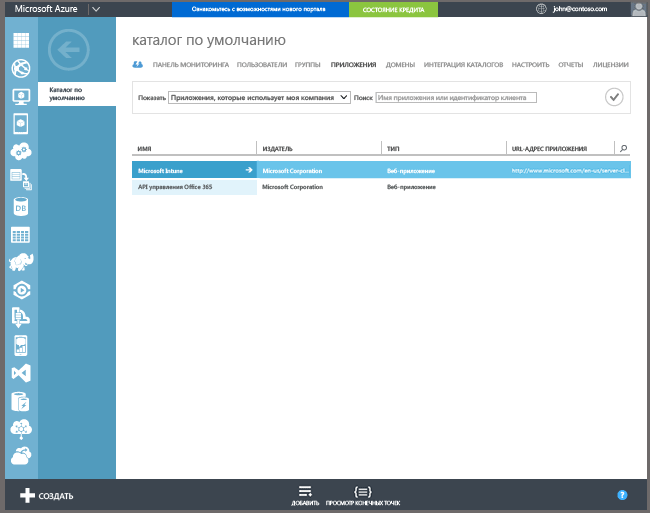 Microsoft Azure
Ознакомьтесь с возможностями нового портала
СОСТОЯНИЕ КРЕДИТА
john@contoso.com
каталог по умолчанию
ПАНЕЛЬ МОНИТОРИНГА ПОЛЬЗОВАТЕЛИ ГРУППЫ ПРИЛОЖЕНИЯ ДОМЕНЫ ИНТЕГРАЦИЯ КАТАЛОГОВ НАСТРОИТЬ ОТЧЕТЫ ЛИЦЕНЗИИ
Каталог по
умолчанию
Показать Приложения, которые использует моя компания Поиск Имя приложения или идентификатор клиента
ИМЯ ИЗДАТЕЛЬ ТИП URL-АДРЕС ПРИЛОЖЕНИЯ
Microsoft Intune Microsoft Corporation Веб-приложение http://www.microsoft.com/en-us/server-cl...
API управления Office 365 Microsoft Corporation Веб-приложение
DB
СОЗДАТЬ
ДОБАВИТЬ
ПРОСМОТР КОНЕЧНЫХ ТОЧЕК
?